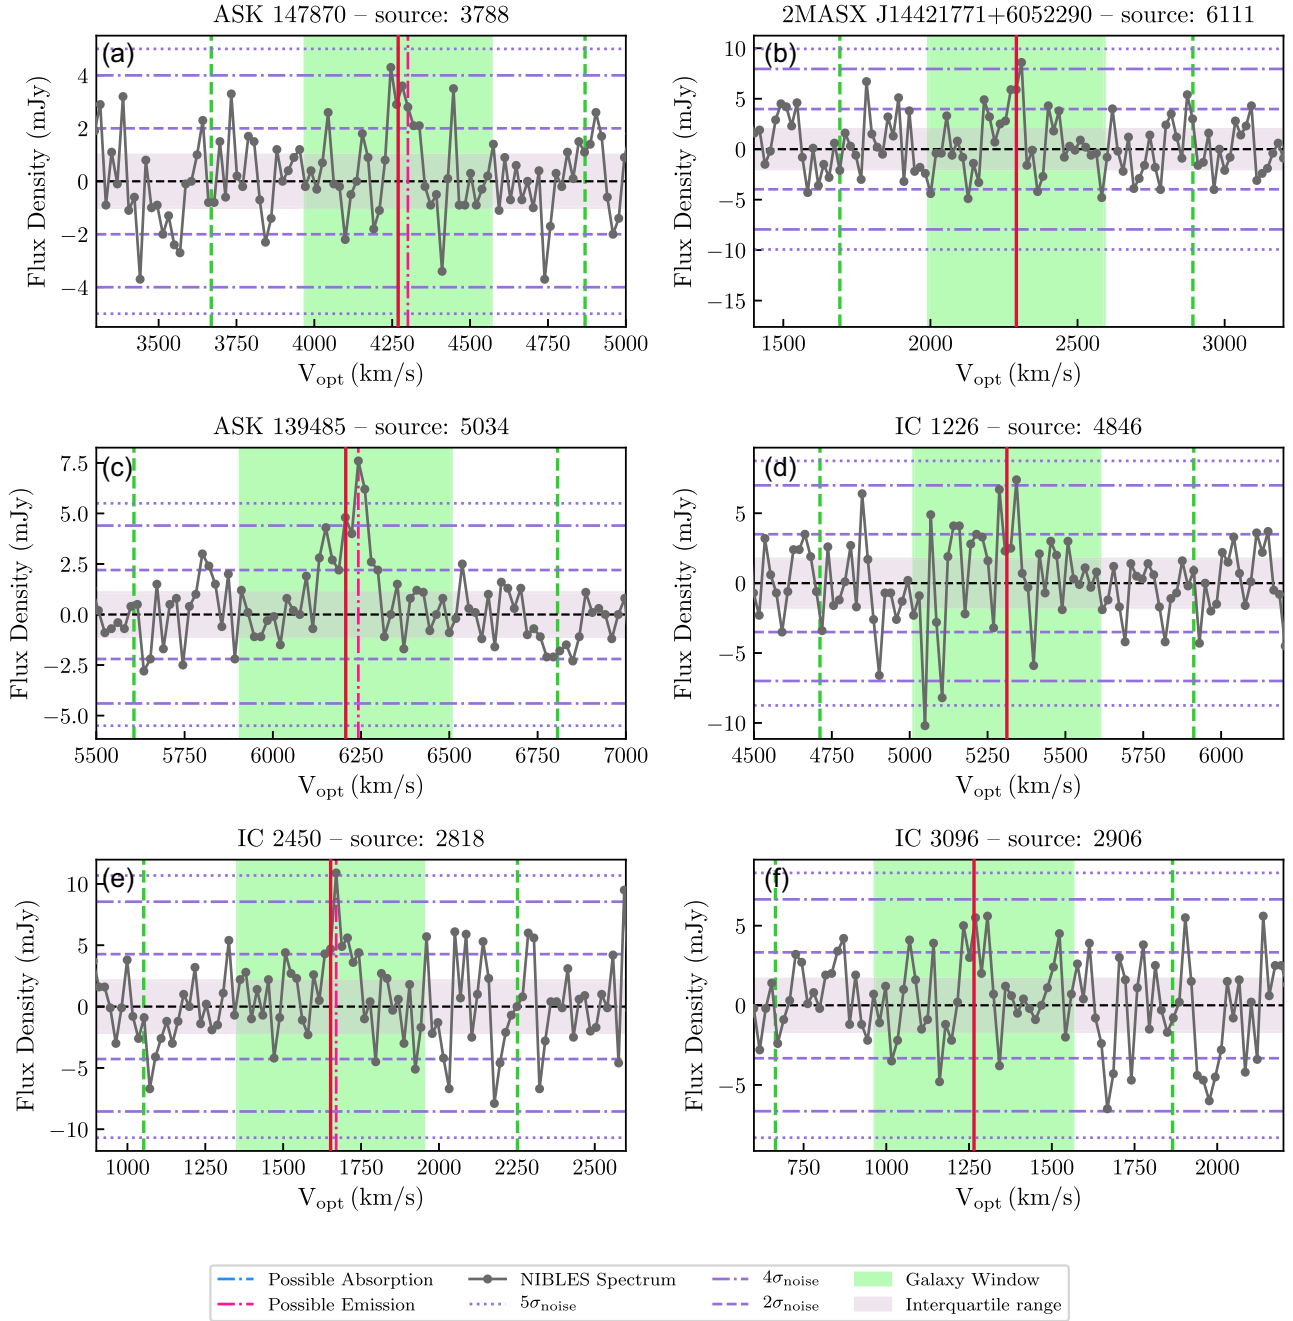 ASK 147870 – source: 3788
(a)
Flux Density (mJy)
4
2
0
−2
−4
3500 3750 4000 4250 4500 4750 5000
V_opt (km/s)
2MASX J14421771+6052290 – source: 6111
(b)
Flux Density (mJy)
10
5
0
−5
−10
−15
1500 2000 2500 3000
V_opt (km/s)
ASK 139485 – source: 5034
(c)
Flux Density (mJy)
7.5
5.0
2.5
0.0
−2.5
−5.0
5500 5750 6000 6250 6500 6750 7000
V_opt (km/s)
IC 1226 – source: 4846
(d)
Flux Density (mJy)
5
0
−5
−10
4500 4750 5000 5250 5500 5750 6000
V_opt (km/s)
IC 2450 – source: 2818
(e)
Flux Density (mJy)
10
5
0
−5
−10
1000 1250 1500 1750 2000 2250 2500
V_opt (km/s)
IC 3096 – source: 2906
(f)
Flux Density (mJy)
5
0
−5
750 1000 1250 1500 1750 2000
V_opt (km/s)
Possible Absorption
Possible Emission
NIBLES Spectrum
5σ_noise
4σ_noise
2σ_noise
Galaxy Window
Interquartile range